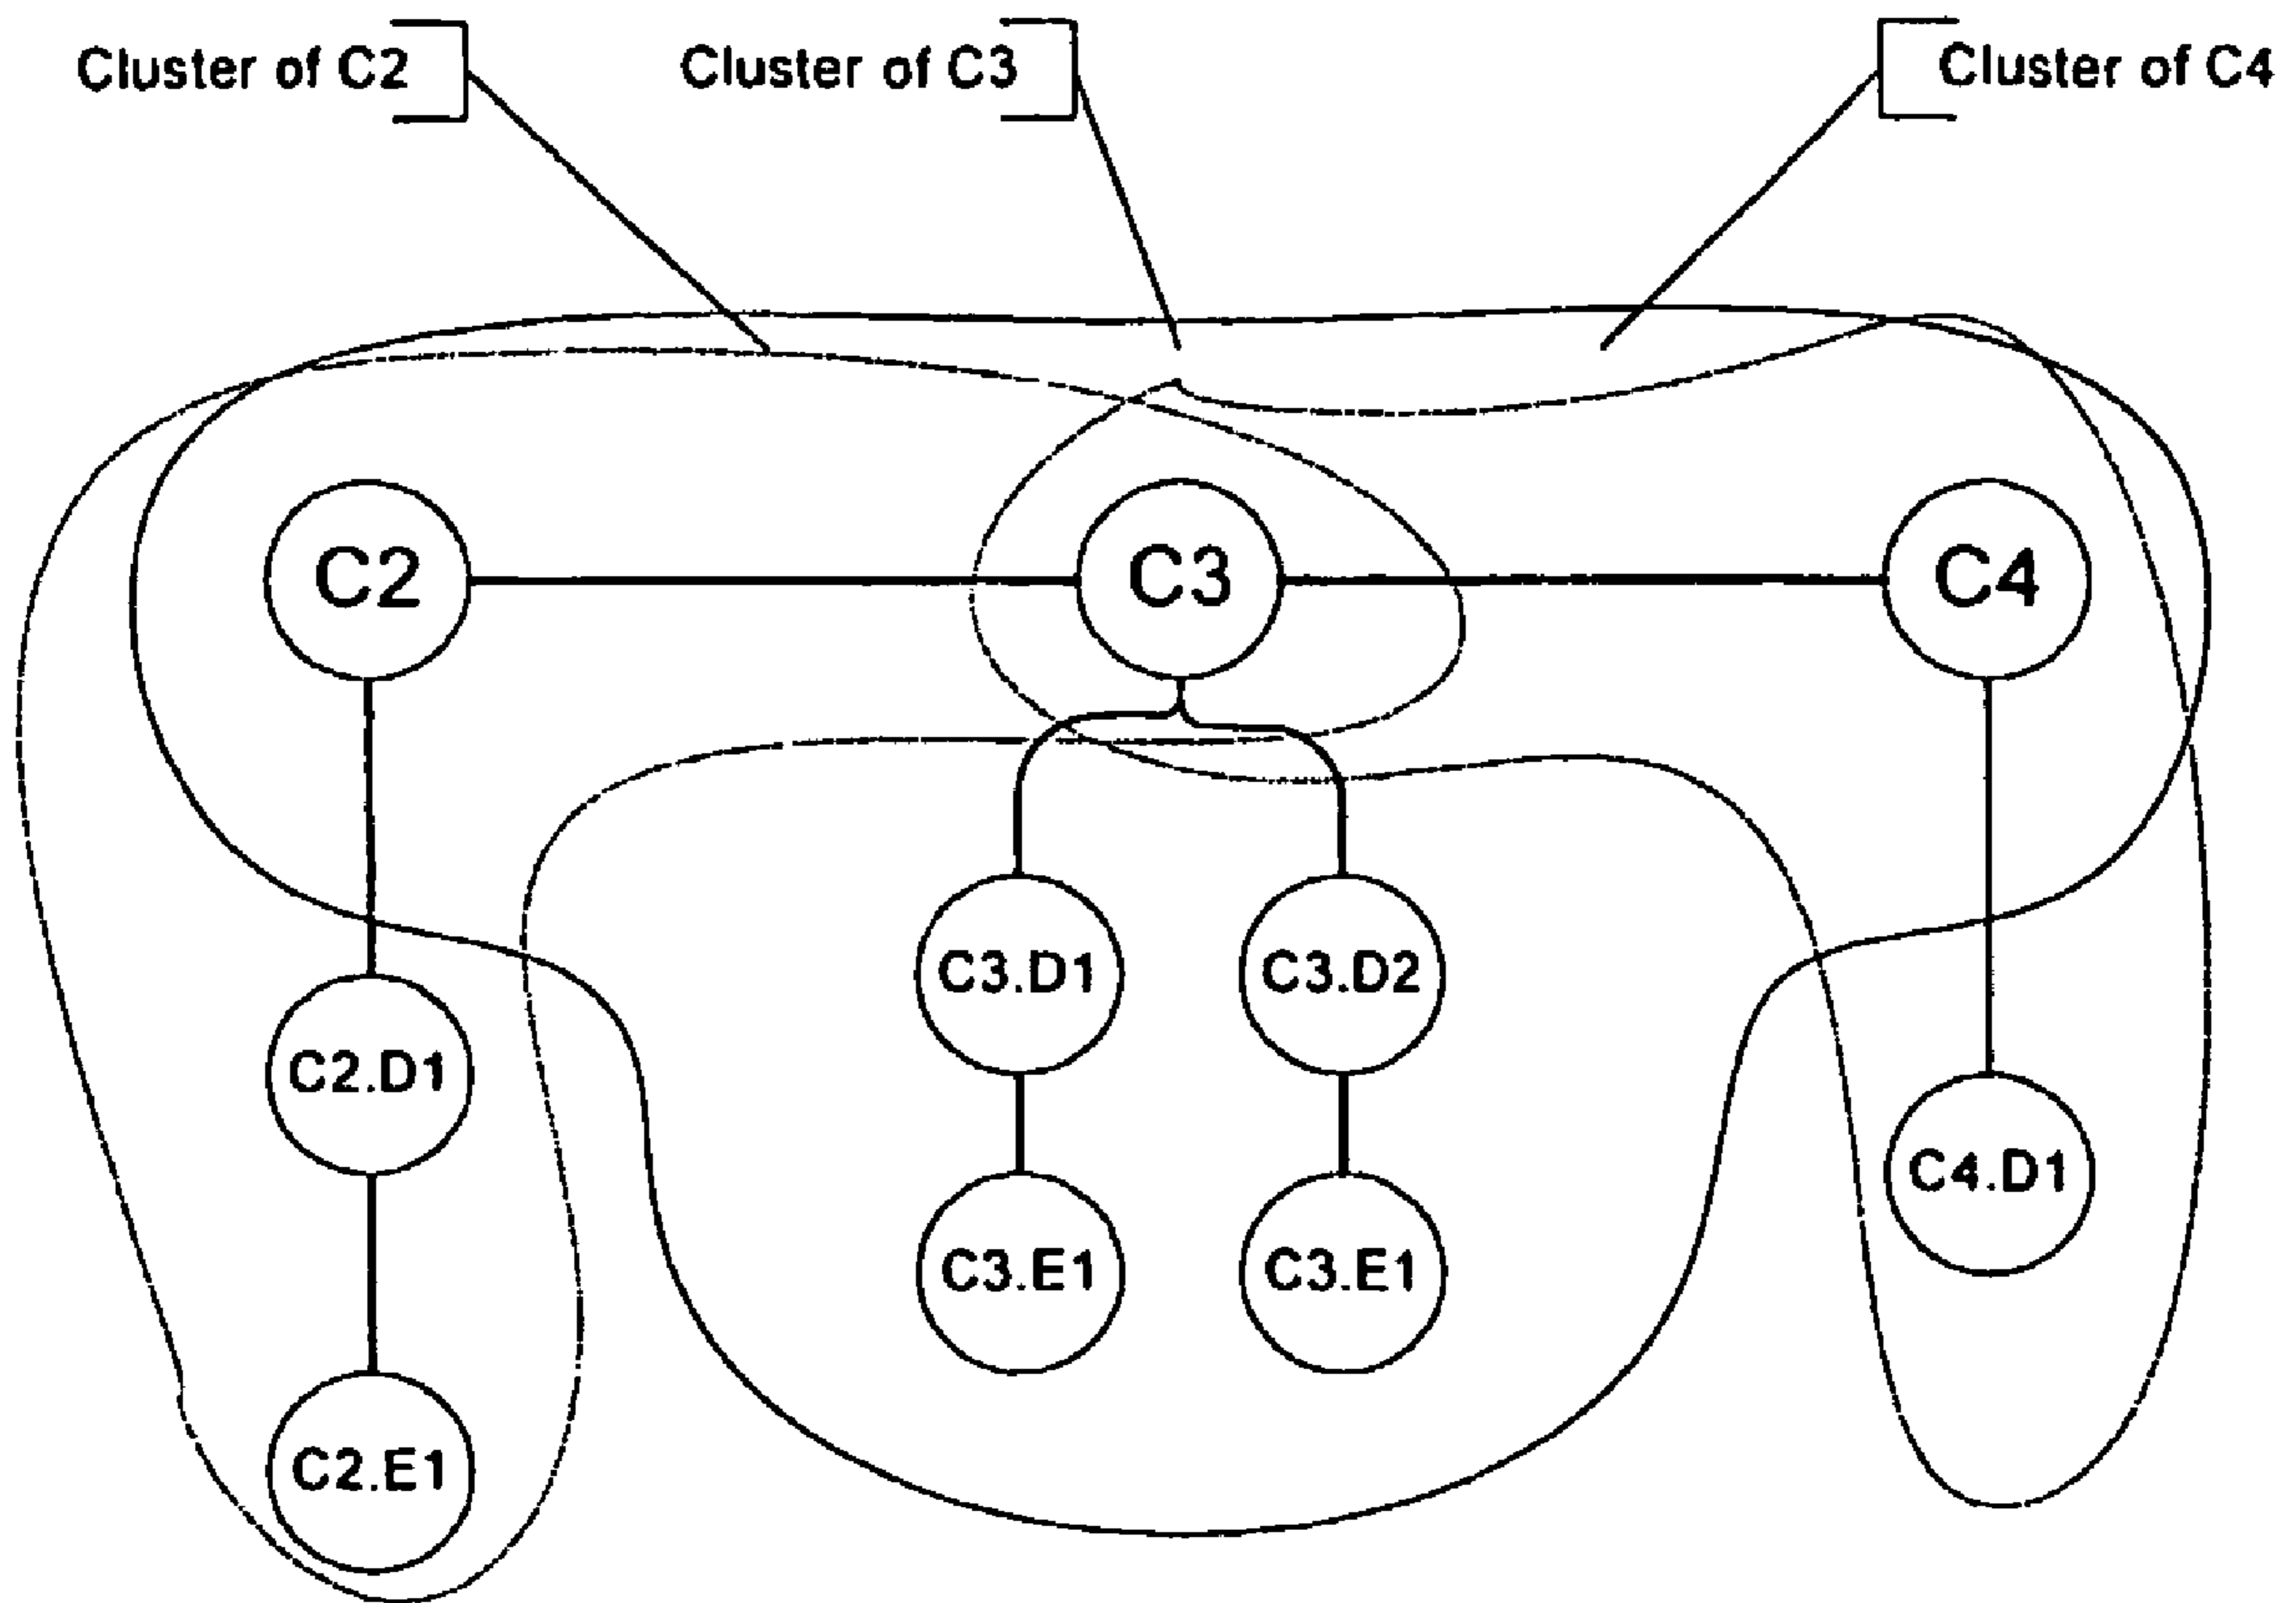 Cluster of C2
Cluster of C3
Cluster of C4
C2
C3
C4
C3.D1
C3.D2
C2.D1
C4.D1
C3.E1
C3.E1
C2.E1